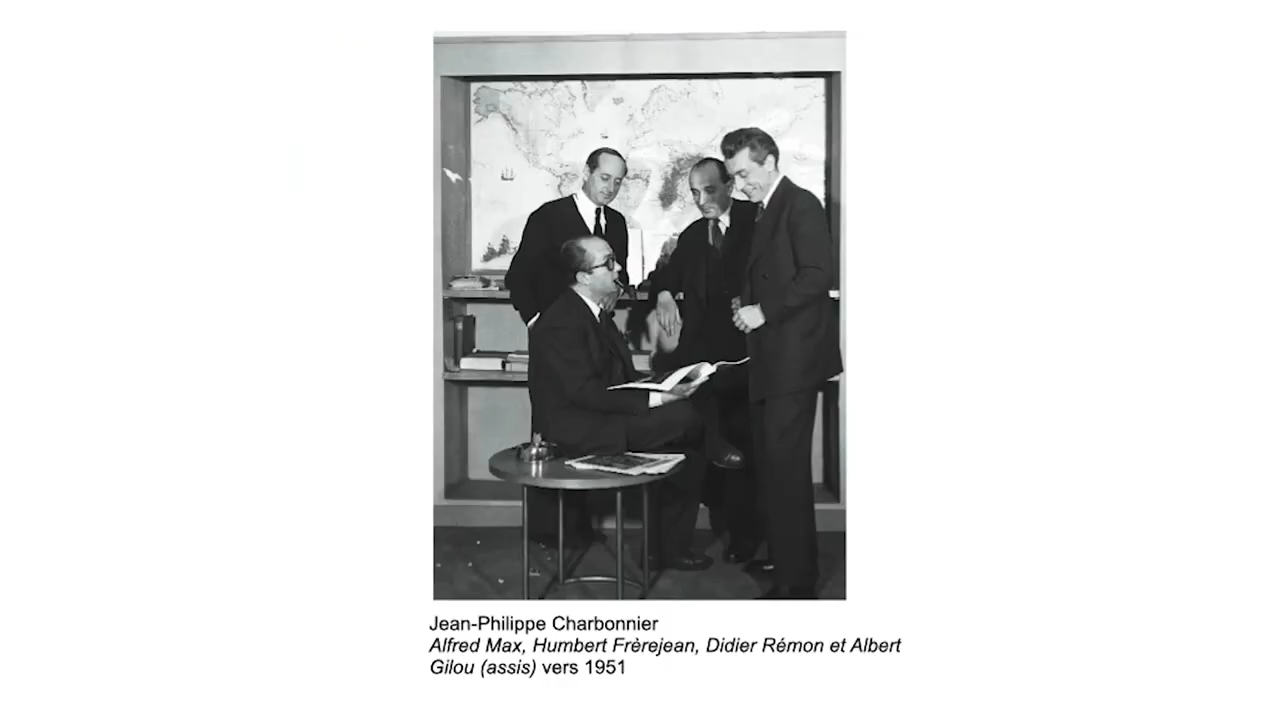 Jean-Philippe Charbonnier
Alfred Max, Humbert Frèrejean, Didier Rémon et Albert
Gilou (assis) vers 1951